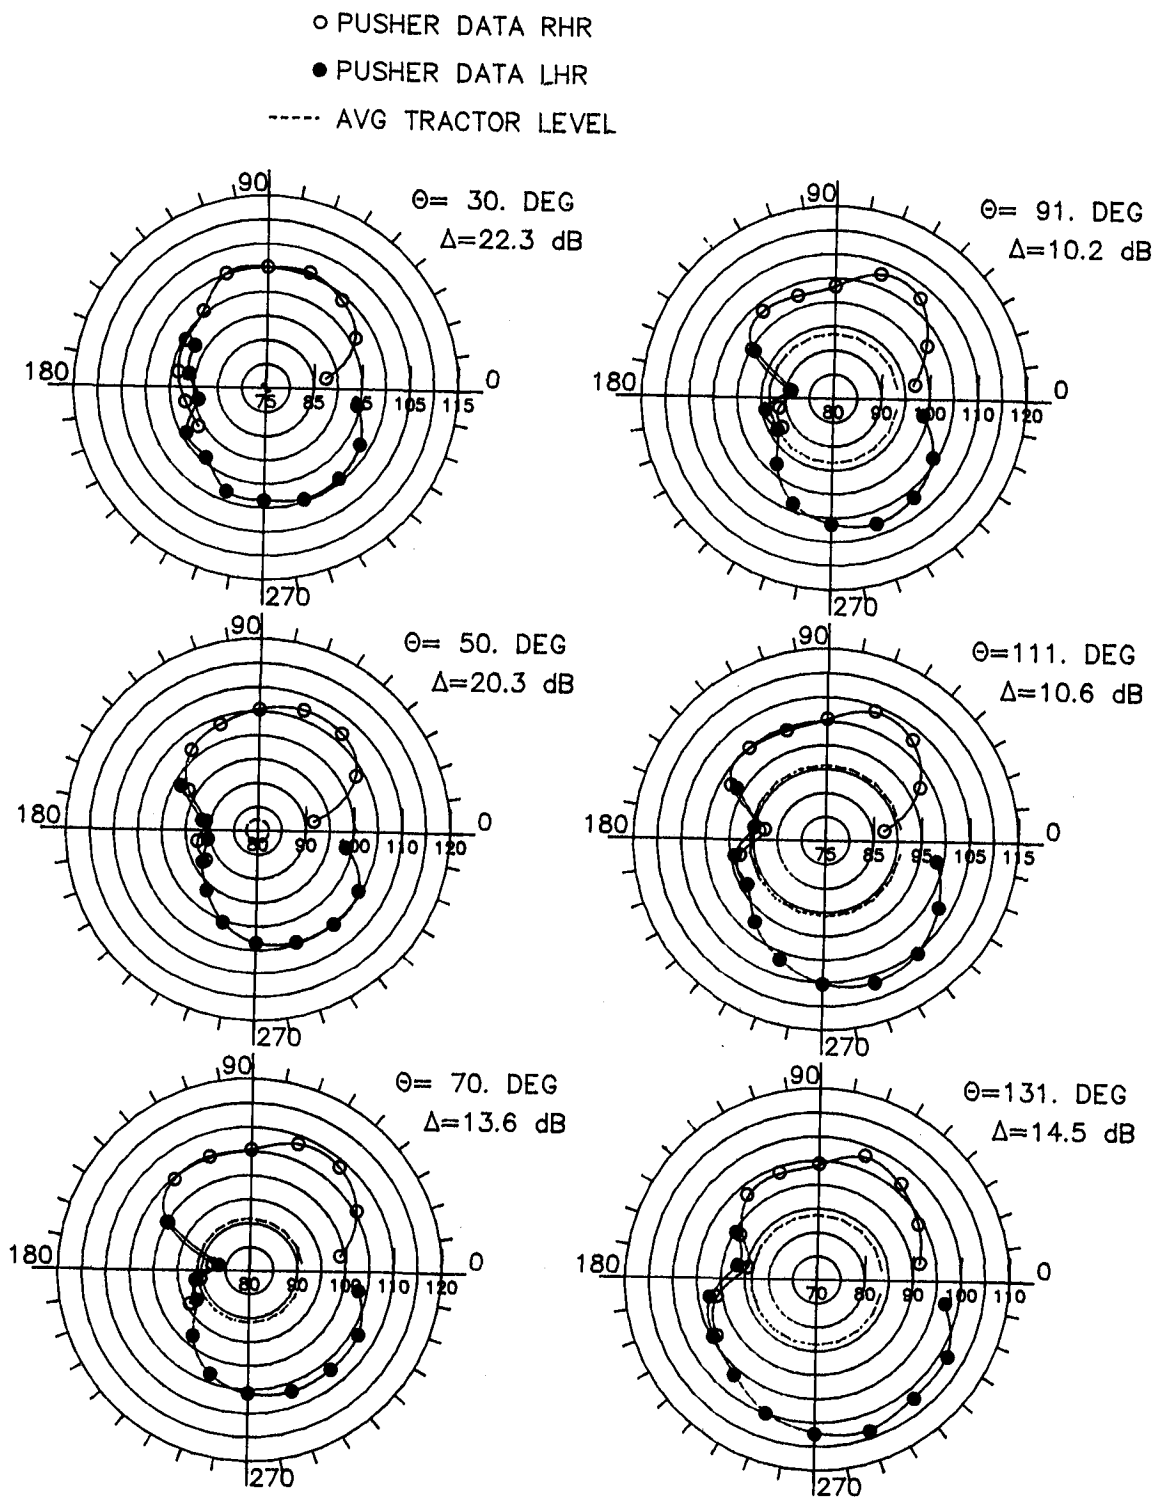 PUSHER DATA RHR
PUSHER DATA LHR
AVG TRACTOR LEVEL
90
Θ= 30. DEG
Δ=22.3 dB
180
0
75 85 95 105 115
270
90
Θ= 91. DEG
Δ=10.2 dB
180
0
80 90 100 110 120
270
90
Θ= 50. DEG
Δ=20.3 dB
180
0
80 90 100 110 120
270
90
Θ=111. DEG
Δ=10.6 dB
180
0
75 85 95 105 115
270
90
Θ= 70. DEG
Δ=13.6 dB
180
0
80 90 100 110 120
270
90
Θ=131. DEG
Δ=14.5 dB
180
0
70 80 90 100 110
270